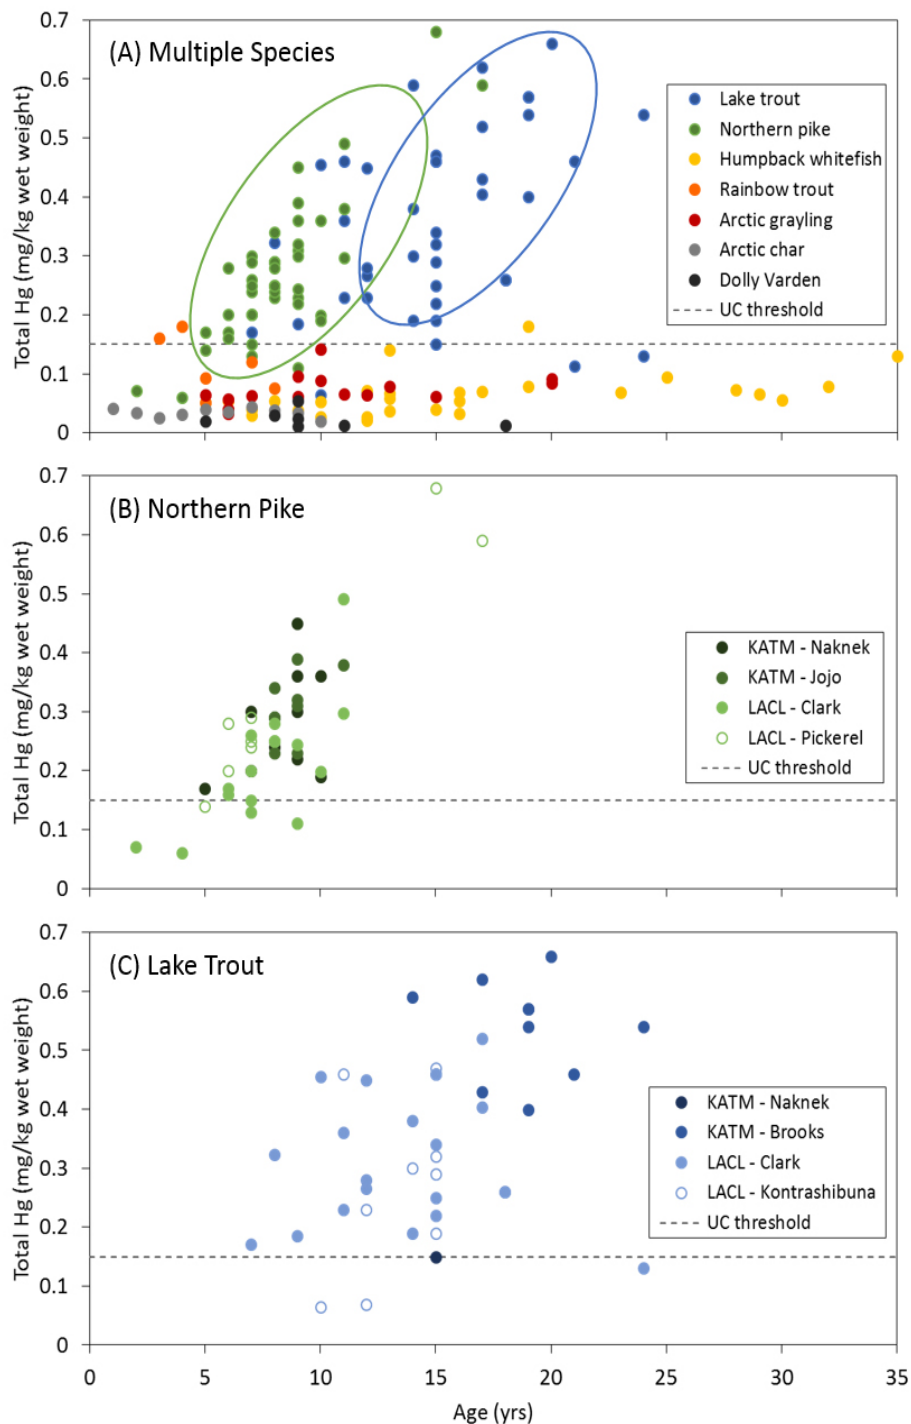 (A) Multiple Species
Total Hg (mg/kg wet weight)
0.7
0.6
0.5
0.4
0.3
0.2
0.1
0
Lake trout
Northern pike
Humpback whitefish
Rainbow trout
Arctic grayling
Arctic char
Dolly Varden
UC threshold
(B) Northern Pike
Total Hg (mg/kg wet weight)
0.7
0.6
0.5
0.4
0.3
0.2
0.1
0
KATM - Naknek
KATM - Jojo
LACL - Clark
LACL - Pickerel
UC threshold
(C) Lake Trout
Total Hg (mg/kg wet weight)
0.7
0.6
0.5
0.4
0.3
0.2
0.1
0
KATM - Naknek
KATM - Brooks
LACL - Clark
LACL - Kontrashibuna
UC threshold
0 5 10 15 20 25 30 35
Age (yrs)